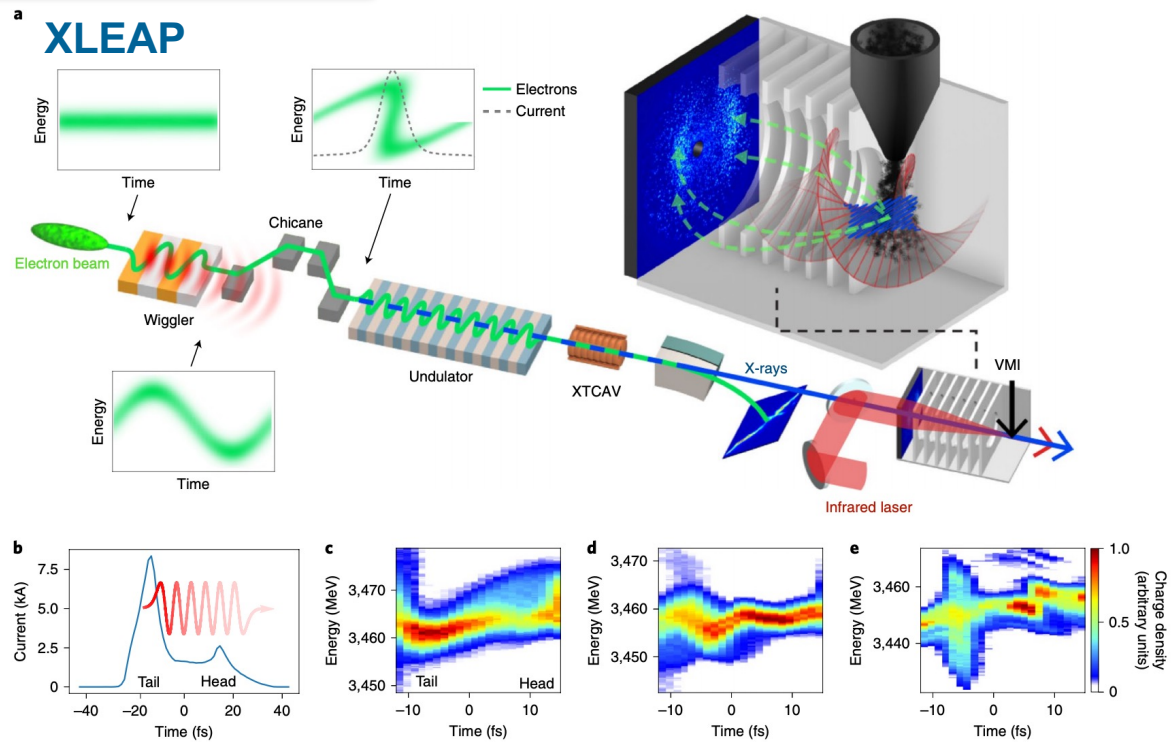 a
XLEAP
Energy
Time
Energy
Time
Electrons
Current
Electron beam
Wiggler
Chicane
Energy
Time
Undulator
XTCAV
X-rays
VMI
Infrared laser
b
Current (kA)
7.5
5.0
2.5
0
Tail
Head
−40
−20
0
20
40
Time (fs)
c
Energy (MeV)
3,470
3,460
3,450
Tail
Head
−10
0
10
Time (fs)
d
Energy (MeV)
3,470
3,460
3,450
−10
0
10
Time (fs)
e
Energy (MeV)
3,460
3,440
−10
0
10
Time (fs)
1.0
0.5
0
Charge density
(arbitrary units)